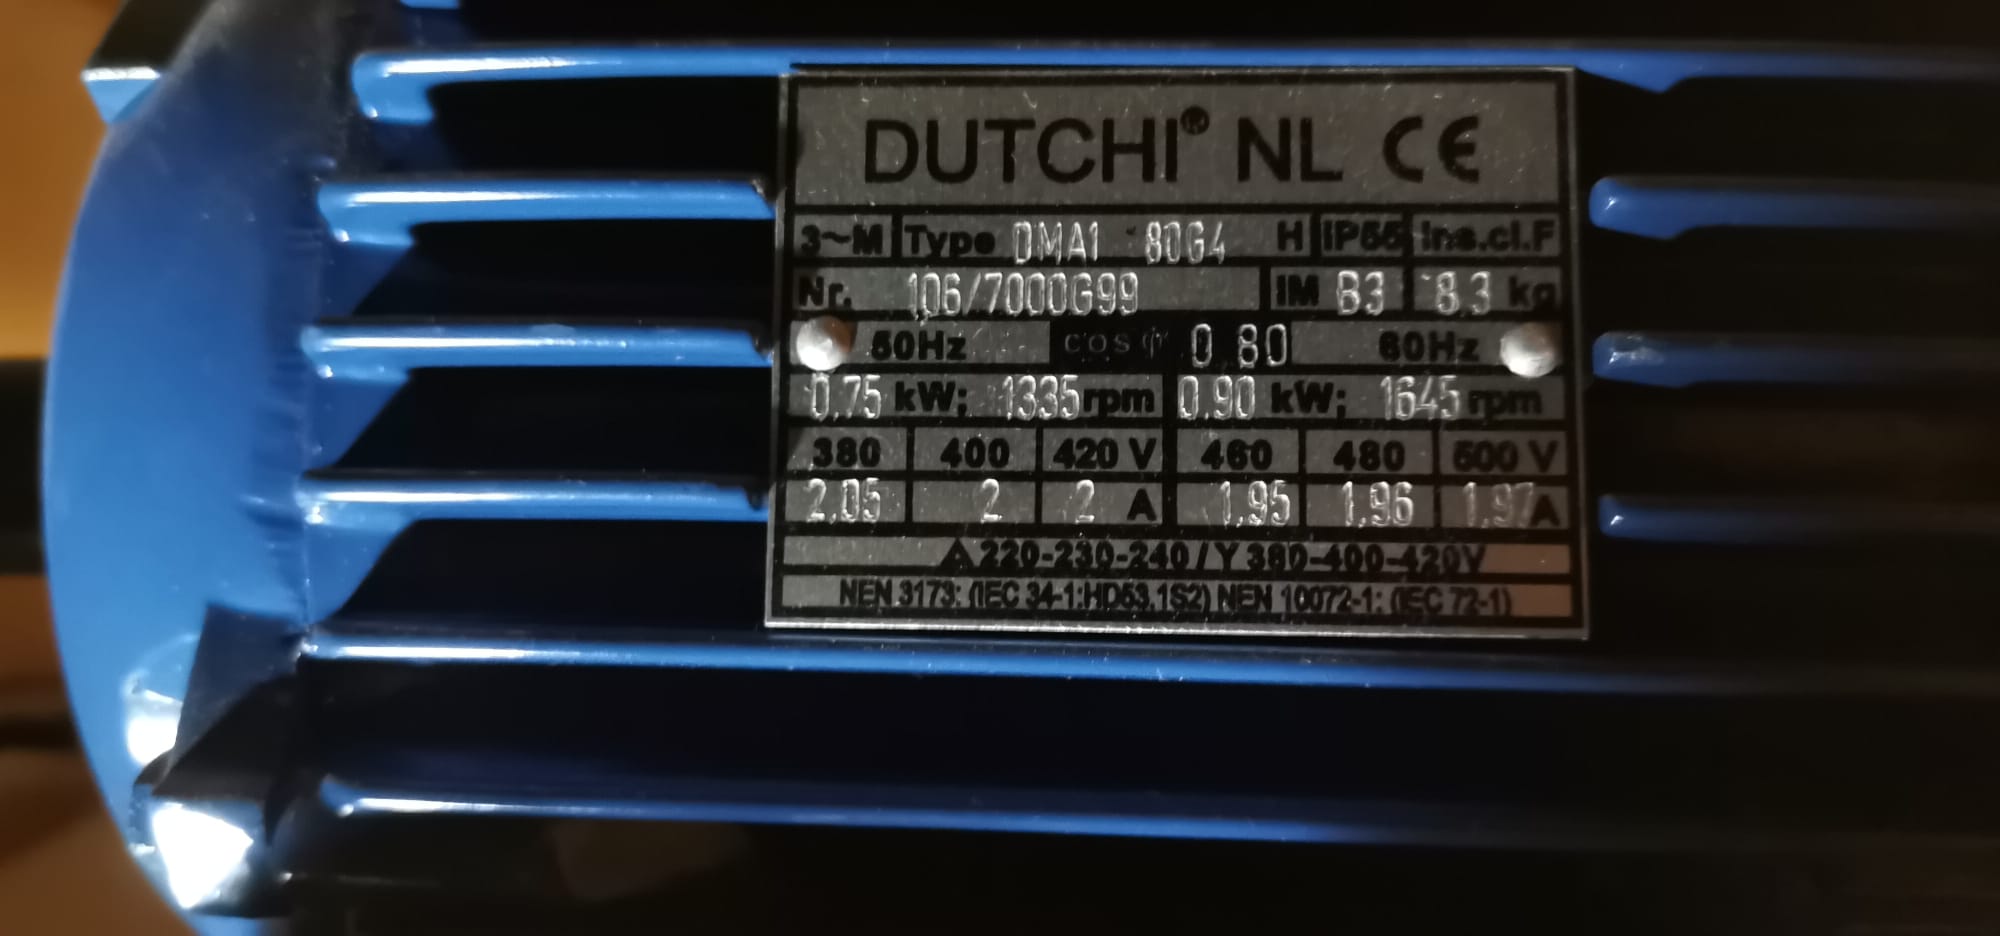 DUTCHI® NL CE
3~M Type DMA1 80G4 H IP55 Ins.cl.F
Nr. 106/7000G99 IM B3 8.3 kg
50Hz cos φ 0.80 60Hz
0.75 kW; 1335 rpm 0.90 kW; 1645 rpm
380 400 420 V 460 480 500 V
2.05 2 2 A 1.95 1.96 1.97 A
△ 220-230-240 / Y 380-400-420V
NEN 3173: (IEC 34-1:HD53.1S2) NEN 10072-1: (IEC 72-1)